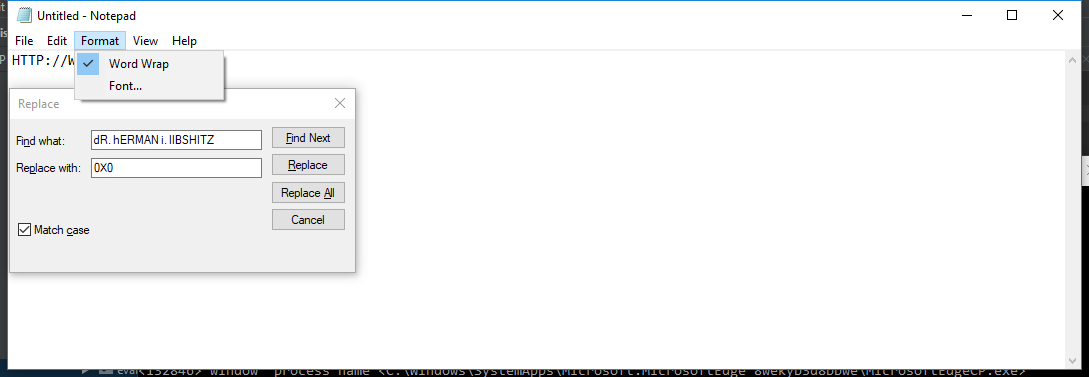 Untitled - Notepad
File Edit Format View Help
HTTP://W
Word Wrap
Font...
Replace
Find what: dR. hERMAN i. lIBSHITZ Find Next
Replace with: 0X0 Replace
Replace All
Cancel
Match case
eval<132846> window process name <C:\Windows\SystemApps\Microsoft.MicrosoftEdge_8wekyb3d8bbwe\MicrosoftEdgeCP.exe>